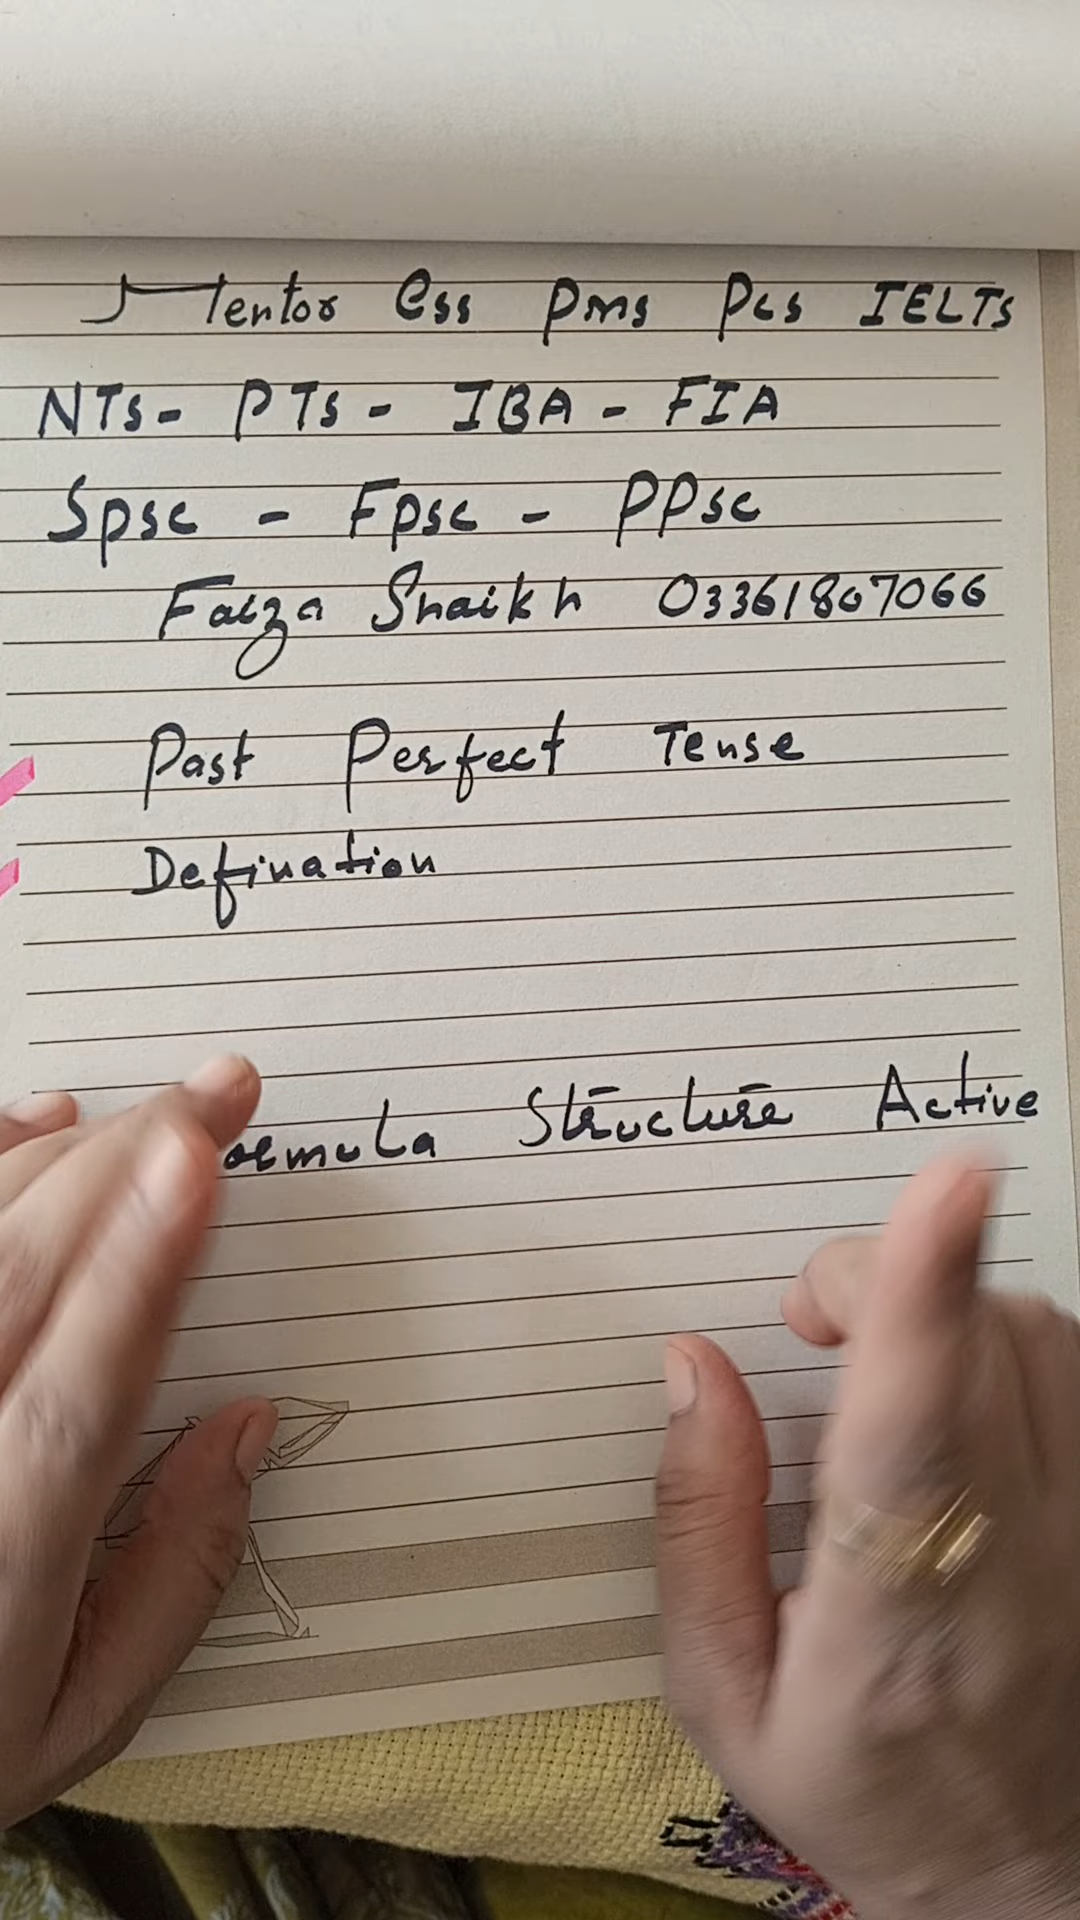 Mentor Css Pms Pcs IELTS
NTS - PTS - IBA - FIA
Spsc - Fpsc - PPsc
Faiza Shaikh 03361807066
Past Perfect Tense
Defination
ormula Structure Active